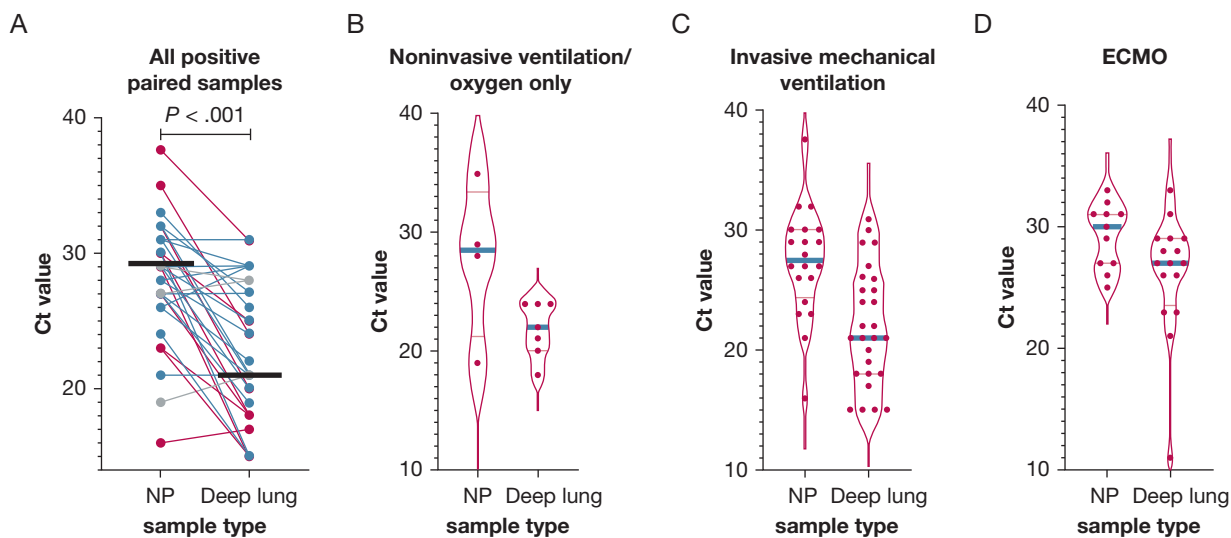 A
All positive
paired samples
P < .001
40
30
20
Ct value
NP
Deep lung
sample type
B
Noninvasive ventilation/
oxygen only
40
30
20
10
Ct value
NP
Deep lung
sample type
C
Invasive mechanical
ventilation
40
30
20
10
Ct value
NP
Deep lung
sample type
D
ECMO
40
30
20
10
Ct value
NP
Deep lung
sample type